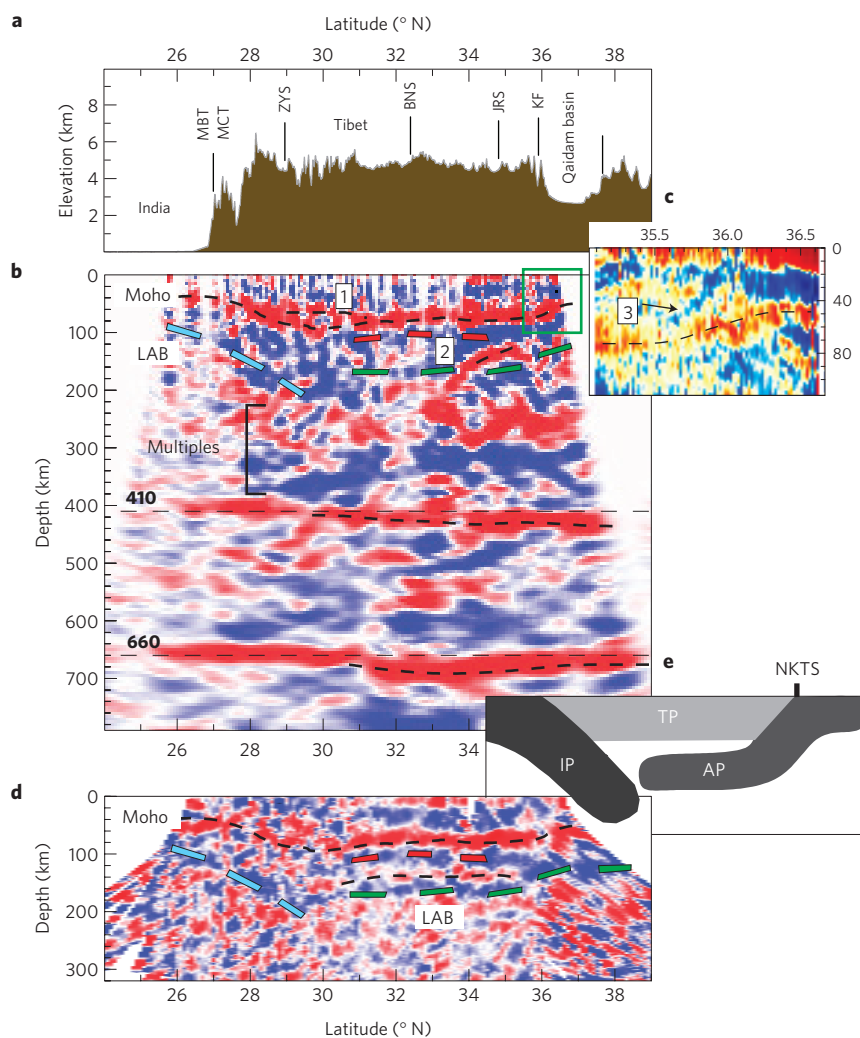 a
Latitude (° N)
26 28 30 32 34 36 38
Elevation (km)
8
6
4
2
MBT
MCT
ZYS
Tibet
BNS
JRS
KF
Qaidam basin
India
c
35.5 36.0 36.5
0
40
80
3
b
Depth (km)
0
100
200
300
400
500
600
700
Moho
1
LAB
2
Multiples
410
660
26 28 30 32 34
e
NKTS
TP
IP
AP
d
Depth (km)
0
100
200
300
Moho
LAB
26 28 30 32 34 36 38
Latitude (° N)